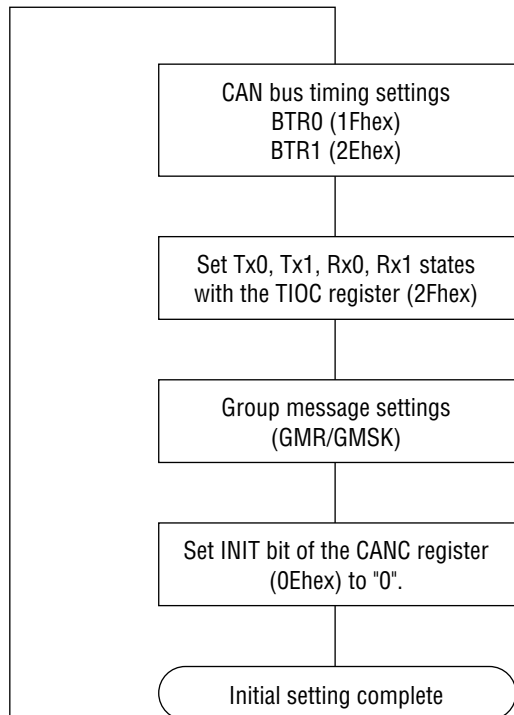 CAN bus timing settings
BTR0 (1Fhex)
BTR1 (2Ehex)
Set Tx0, Tx1, Rx0, Rx1 states
with the TIOC register (2Fhex)
Group message settings
(GMR/GMSK)
Set INIT bit of the CANC register
(0Ehex) to "0".
Initial setting complete